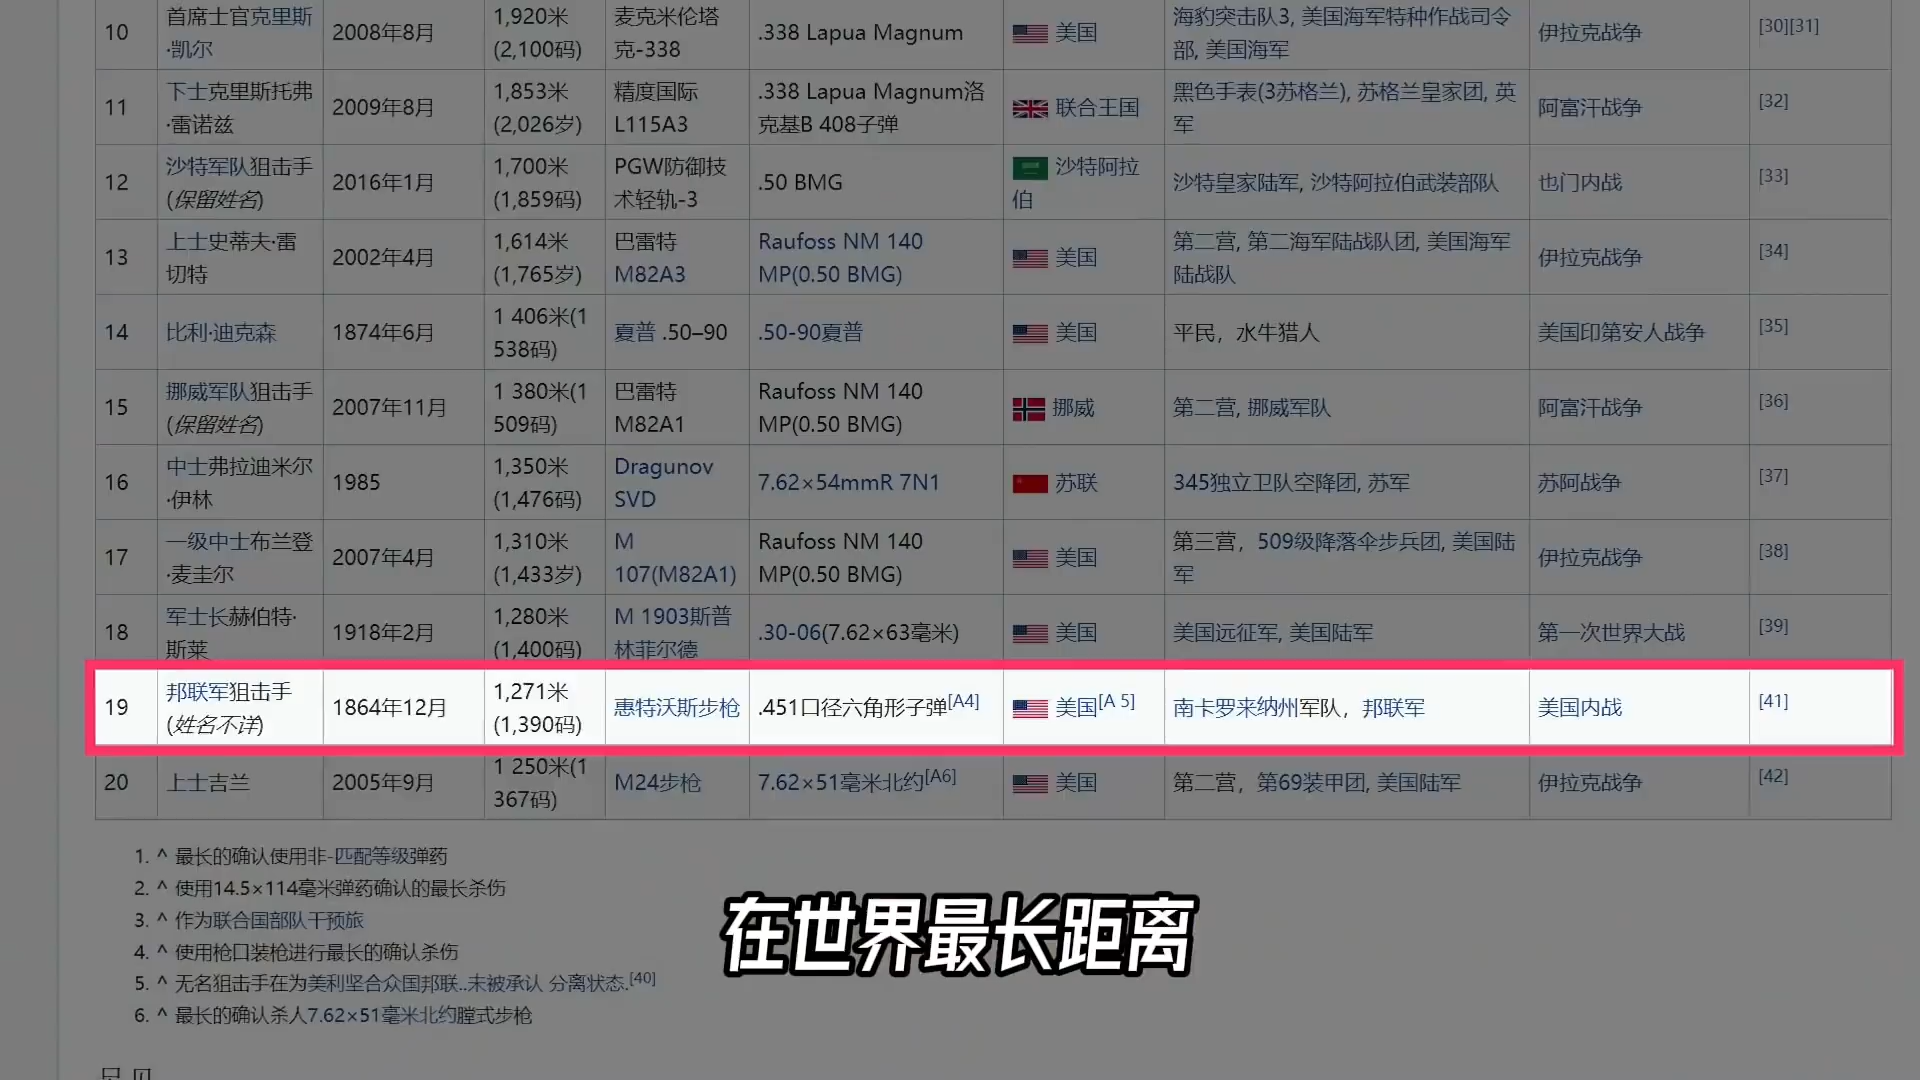 10 首席士官克里斯·凯尔 2008年8月 1,920米(2,100码) 麦克米伦塔克-338 .338 Lapua Magnum 美国 海豹突击队3, 美国海军特种作战司令部, 美国海军 伊拉克战争 [30][31]
11 下士克里斯托弗·雷诺兹 2009年8月 1,853米(2,026岁) 精度国际L115A3 .338 Lapua Magnum洛克基B 408子弹 联合王国 黑色手表(3苏格兰), 苏格兰皇家团, 英军 阿富汗战争 [32]
12 沙特军队狙击手(保留姓名) 2016年1月 1,700米(1,859码) PGW防御技术轻轨-3 .50 BMG 沙特阿拉伯 沙特皇家陆军, 沙特阿拉伯武装部队 也门内战 [33]
13 上士史蒂夫·雷切特 2002年4月 1,614米(1,765岁) 巴雷特M82A3 Raufoss NM 140 MP(0.50 BMG) 美国 第二营, 第二海军陆战队团, 美国海军陆战队 伊拉克战争 [34]
14 比利·迪克森 1874年6月 1 406米(1 538码) 夏普 .50–90 .50-90夏普 美国 平民，水牛猎人 美国印第安人战争 [35]
15 挪威军队狙击手(保留姓名) 2007年11月 1 380米(1 509码) 巴雷特M82A1 Raufoss NM 140 MP(0.50 BMG) 挪威 第二营, 挪威军队 阿富汗战争 [36]
16 中士弗拉迪米尔·伊林 1985 1,350米(1,476码) Dragunov SVD 7.62×54mmR 7N1 苏联 345独立卫队空降团, 苏军 苏阿战争 [37]
17 一级中士布兰登·麦圭尔 2007年4月 1,310米(1,433岁) M 107(M82A1) Raufoss NM 140 MP(0.50 BMG) 美国 第三营，509级降落伞步兵团, 美国陆军 伊拉克战争 [38]
18 军士长赫伯特·斯莱 1918年2月 1,280米(1,400码) M 1903斯普林菲尔德 .30-06(7.62×63毫米) 美国 美国远征军, 美国陆军 第一次世界大战 [39]
19 邦联军狙击手(姓名不详) 1864年12月 1,271米(1,390码) 惠特沃斯步枪 .451口径六角形子弹[A4] 美国[A 5] 南卡罗来纳州军队，邦联军 美国内战 [41]
20 上士吉兰 2005年9月 1 250米(1 367码) M24步枪 7.62×51毫米北约[A6] 美国 第二营，第69装甲团, 美国陆军 伊拉克战争 [42]
1. ^ 最长的确认使用非-匹配等级弹药
2. ^ 使用14.5×114毫米弹药确认的最长杀伤
3. ^ 作为联合国部队干预旅
4. ^ 使用枪口装枪进行最长的确认杀伤
5. ^ 无名狙击手在为美利坚合众国邦联..未被承认 分离状态.[40]
6. ^ 最长的确认杀人7.62×51毫米北约膛式步枪
在世界最长距离